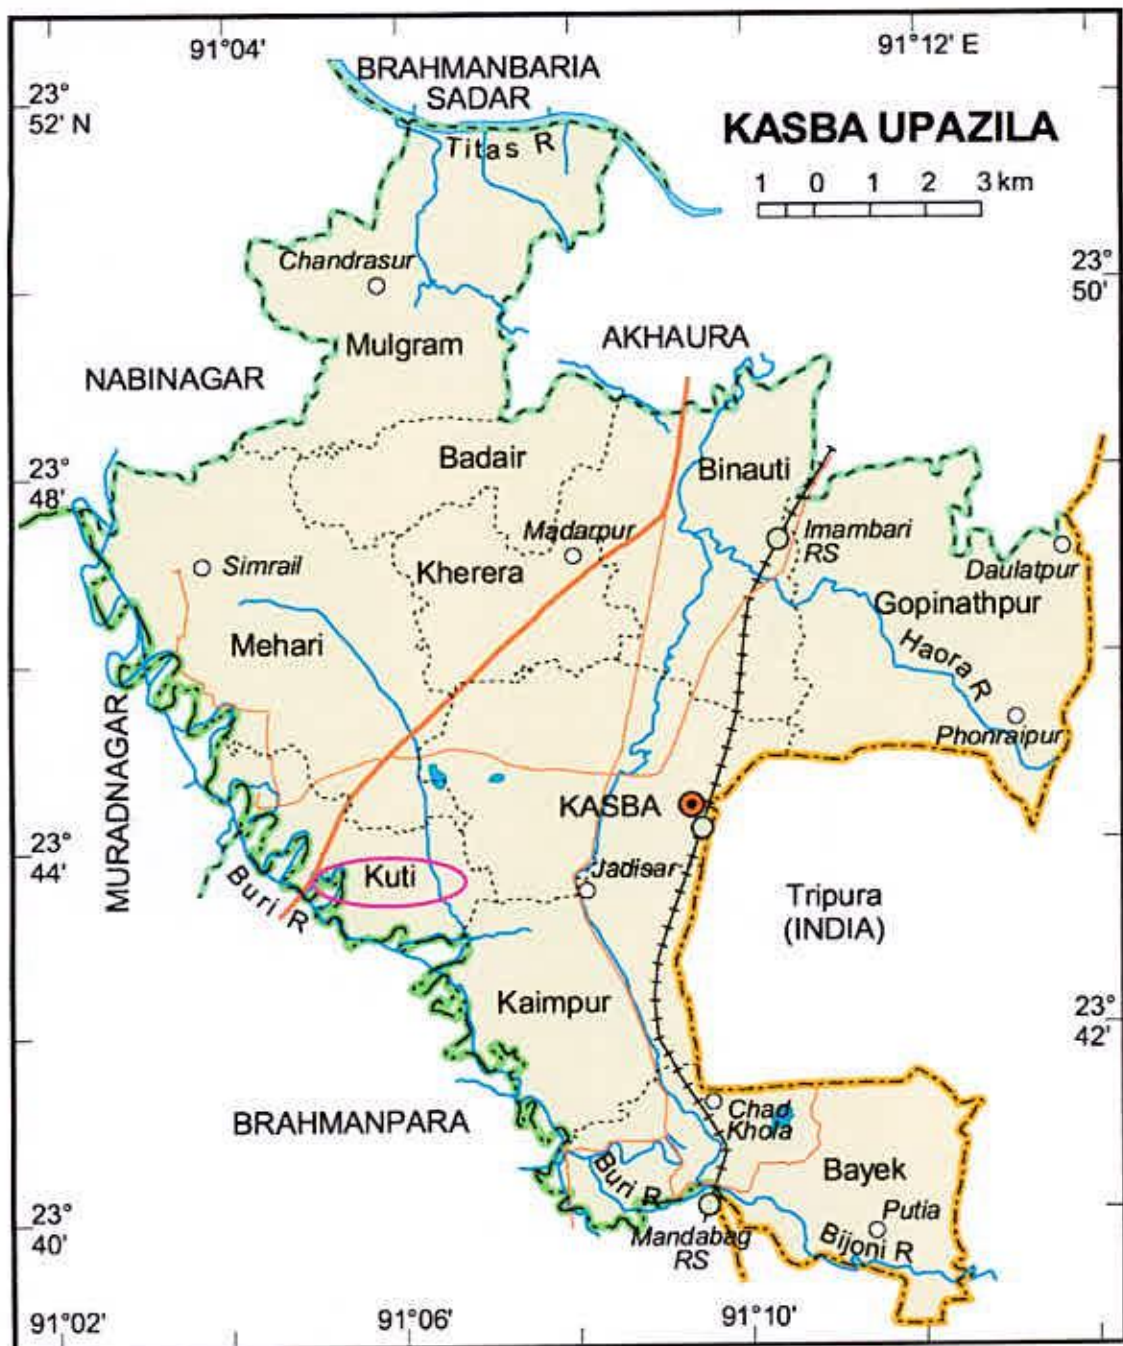 91°04'
91°12' E
BRAHMANBARIA
SADAR
23°
52' N
KASBA UPAZILA
Titas R
1 0 1 2 3 km
Chandrasur
23°
50'
Mulgram
AKHAURA
NABINAGAR
Badair
Binauti
23°
48'
Madarpur
Imambari
RS
Simrail
Kherera
Daulatpur
Gopinathpur
Mehari
Haora R
MURADNAGAR
Phonraipur
KASBA
23°
44'
Kuti
Jadisar
Buri R
Tripura
(INDIA)
Kaimpur
23°
42'
BRAHMANPARA
Chad
Khola
Buri R
Bayek
Putia
23°
40'
Mandabag
RS
Bijoni R
91°02'
91°06'
91°10'